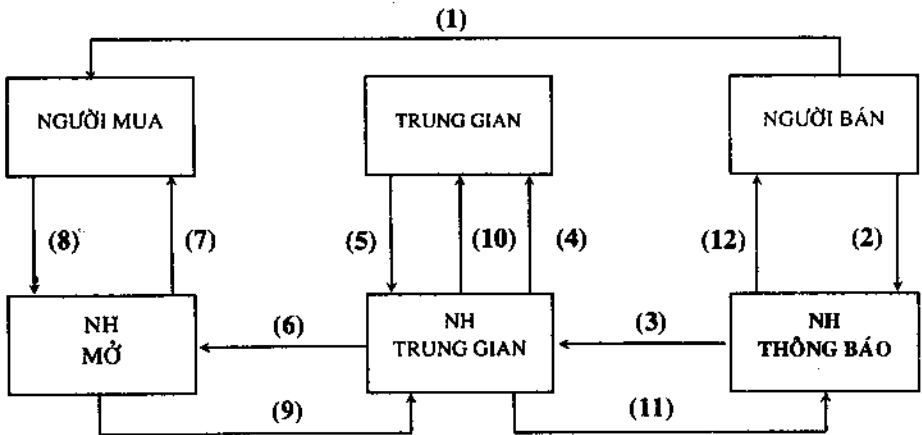 (1)
NGƯỜI MUA
TRUNG GIAN
NGƯỜI BÁN
(8)
(7)
(5)
(10)
(4)
(12)
(2)
NH
MỞ
(6)
NH
TRUNG GIAN
(3)
NH
THÔNG BÁO
(9)
(11)